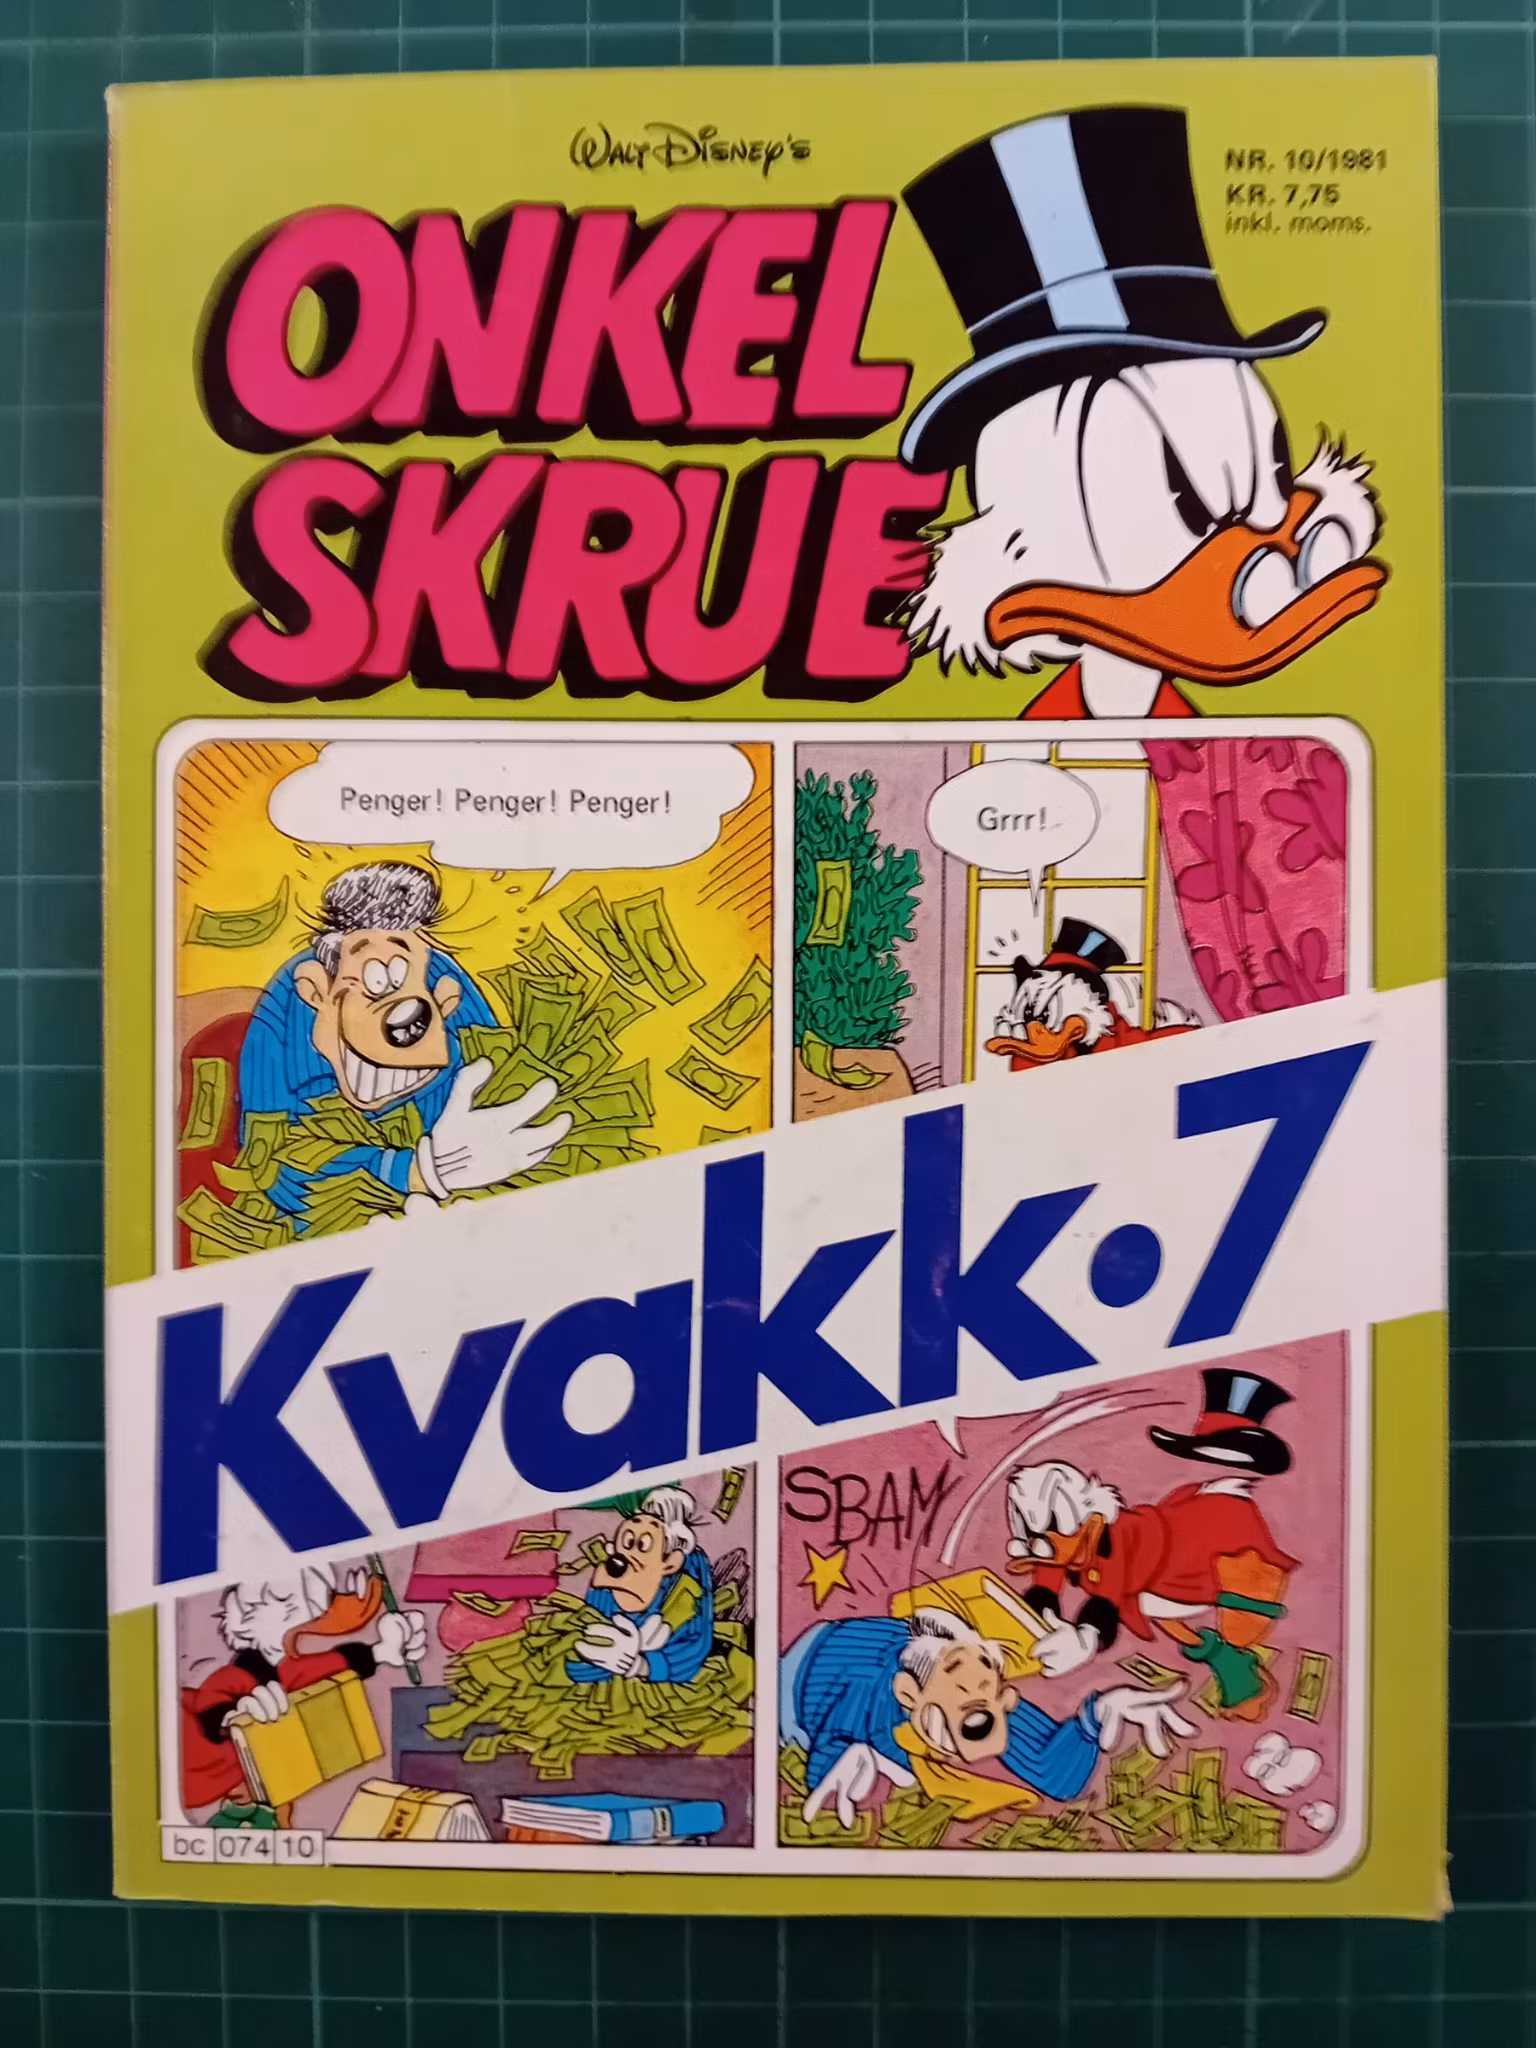 WALT DISNEY'S
NR. 10/1981
KR. 7,75
inkl. moms.
ONKEL
SKRUE
Penger! Penger! Penger!
Grrr!
Kvakk•7
SBAM
bc 074 10